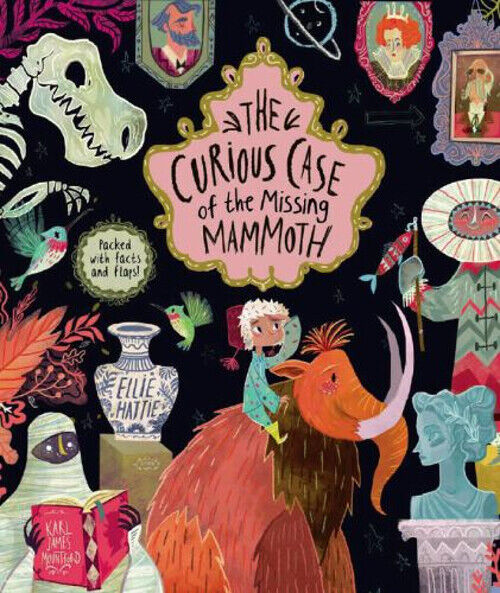 THE
CURIOUS CASE
of the Missing
MAMMOTH
Packed
with facts
and flaps!
ELLIE
HATTIE
KARL
JAMES
MOUNTFORD